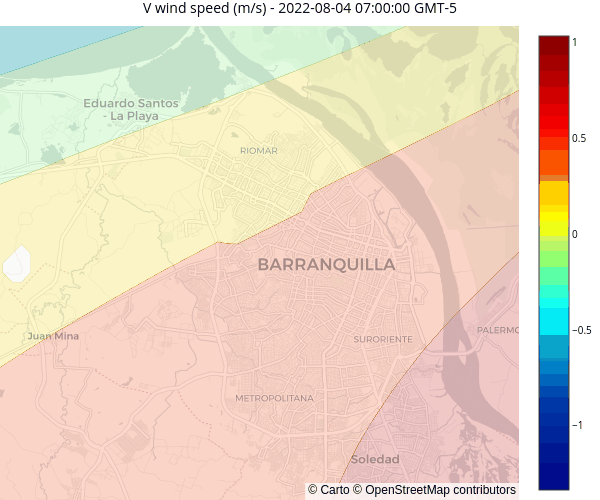 V wind speed (m/s) - 2022-08-04 07:00:00 GMT-5
1
0.5
0
−0.5
−1
Eduardo Santos
- La Playa
RIOMAR
BARRANQUILLA
Juan Mina
SURORIENTE
PALERMO
METROPOLITANA
Soledad
© Carto © OpenStreetMap contributors